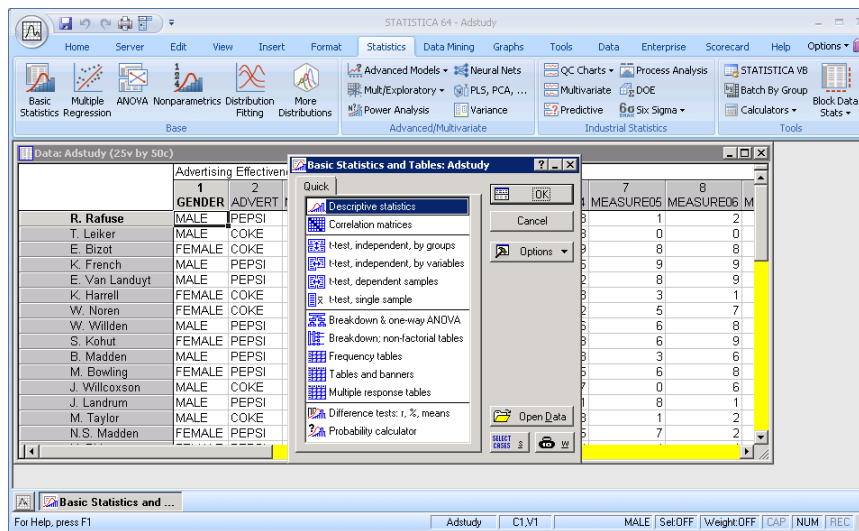 STATISTICA 64 - Adstudy
Home Server Edit View Insert Format Statistics Data Mining Graphs Tools Data Enterprise Scorecard Help Options
Basic Statistics
Multiple Regression
ANOVA
Nonparametrics
Distribution Fitting
More Distributions
Base
Advanced Models
Neural Nets
Mult/Exploratory
PLS, PCA, ...
Power Analysis
Variance
Advanced/Multivariate
QC Charts
Process Analysis
Multivariate
DOE
Predictive
6σ Six Sigma
Industrial Statistics
STATISTICA VB
Batch By Group
Calculators
Block Data Stats
Tools
Data: Adstudy (25v by 50c)
Advertising Effectiven
1 2 7 8
GENDER ADVERT MEASURE05 MEASURE06 M
R. Rafuse MALE PEPSI 1 2
T. Leiker MALE COKE 0 0
E. Bizot FEMALE COKE 8 8
K. French MALE PEPSI 9 9
E. Van Landuyt MALE PEPSI 8 9
K. Harrell FEMALE COKE 3 1
W. Noren FEMALE COKE 5 7
W. Willden MALE PEPSI 6 8
S. Kohut FEMALE PEPSI 6 9
B. Madden MALE PEPSI 3 6
M. Bowling FEMALE PEPSI 6 8
J. Willcoxson MALE COKE 0 6
J. Landrum MALE PEPSI 8 1
M. Taylor MALE COKE 1 2
N.S. Madden FEMALE PEPSI 7 2
Basic Statistics and Tables: Adstudy
Quick
Descriptive statistics
Correlation matrices
t-test, independent, by groups
t-test, independent, by variables
t-test, dependent samples
t-test, single sample
Breakdown & one-way ANOVA
Breakdown; non-factorial tables
Frequency tables
Tables and banners
Multiple response tables
Difference tests: r, %, means
Probability calculator
OK
Cancel
Options
Open Data
SELECT CASES S
W
Basic Statistics and ...
For Help, press F1 Adstudy C1,V1 MALE Sel:OFF Weight:OFF CAP NUM REC